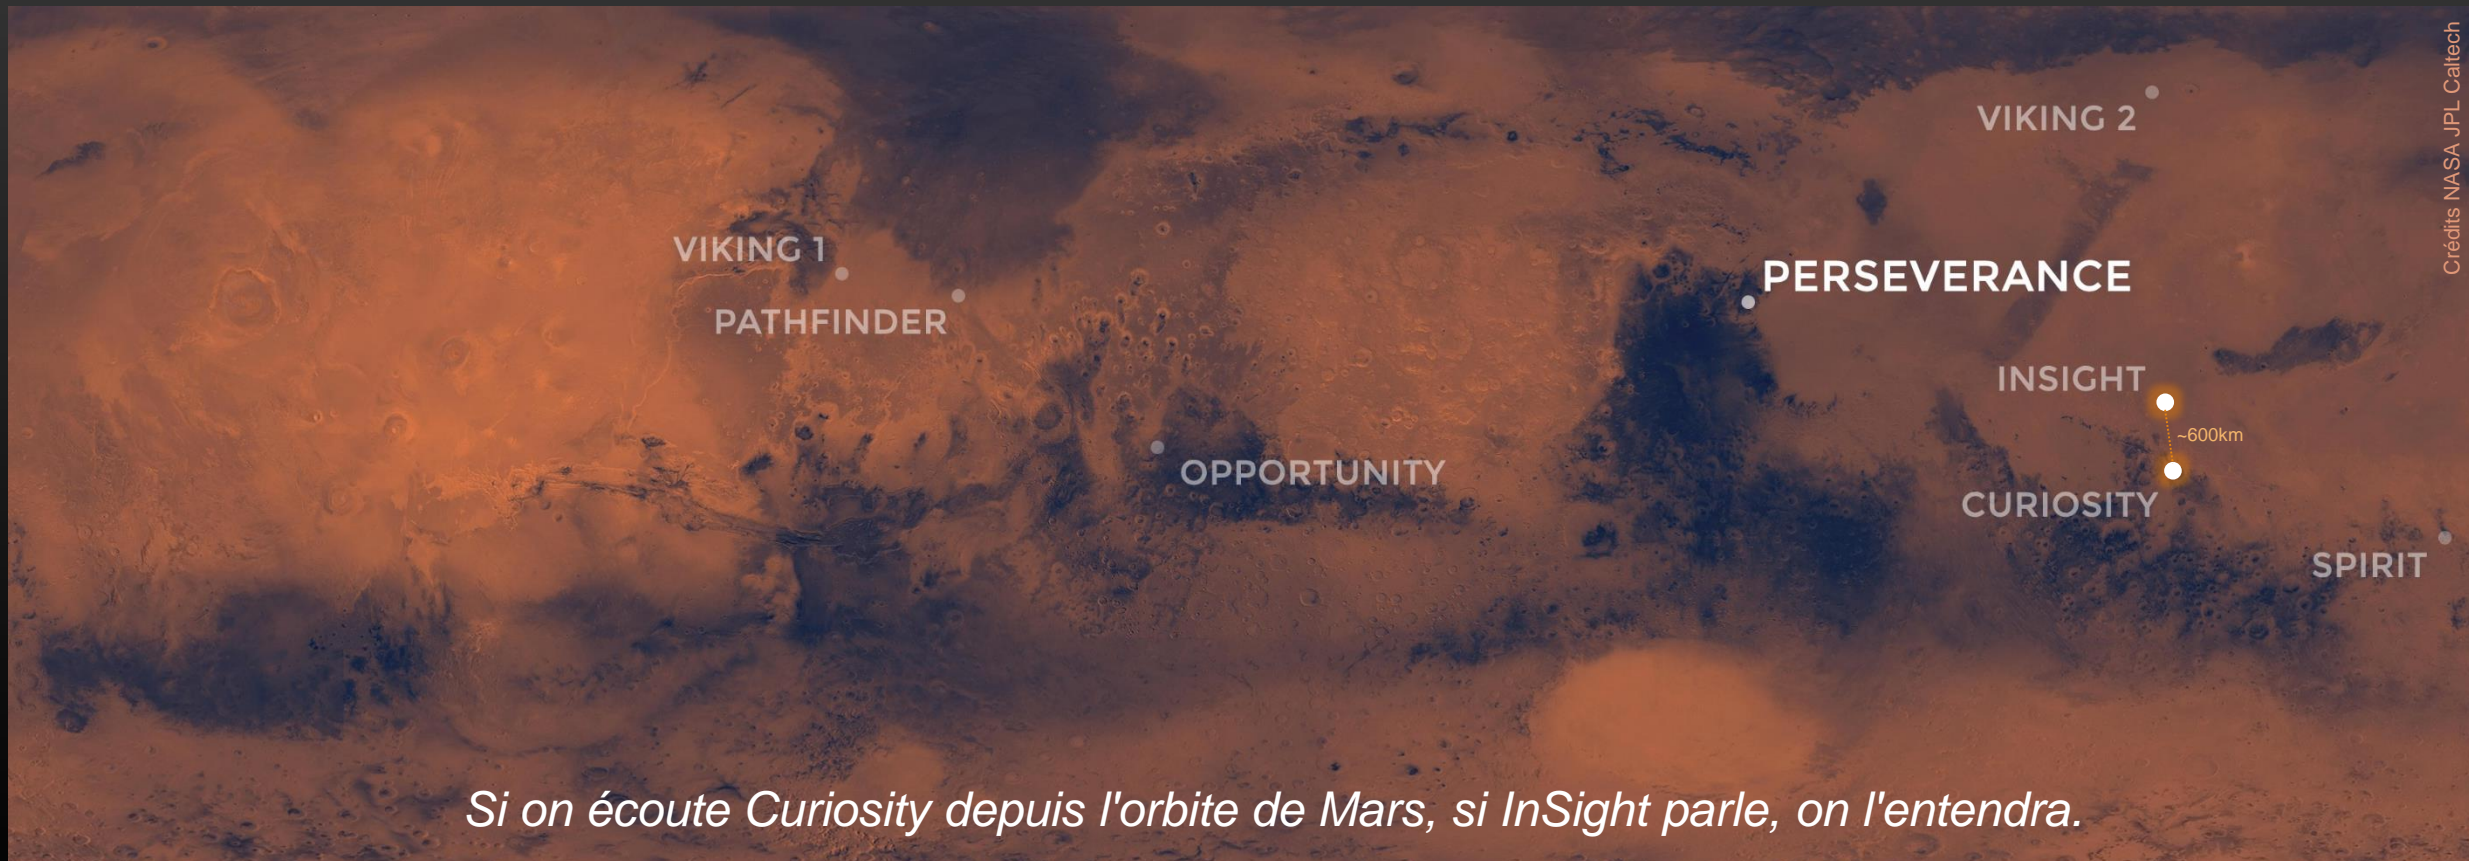 Crédits NASA JPL Caltech
VIKING 2
VIKING 1
PERSEVERANCE
PATHFINDER
INSIGHT
~600km
OPPORTUNITY
CURIOSITY
SPIRIT
Si on écoute Curiosity depuis l'orbite de Mars, si InSight parle, on l'entendra.